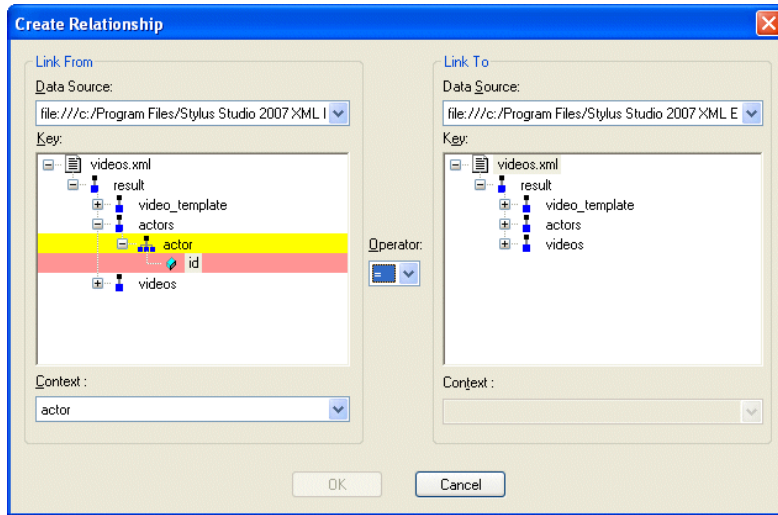 Create Relationship
Link From
Data Source:
file:///c:/Program Files/Stylus Studio 2007 XML I
Key:
videos.xml
result
video_template
actors
actor
id
videos
Context :
actor
Operator:
=
Link To
Data Source:
file:///c:/Program Files/Stylus Studio 2007 XML E
Key:
videos.xml
result
video_template
actors
videos
Context :
OK
Cancel